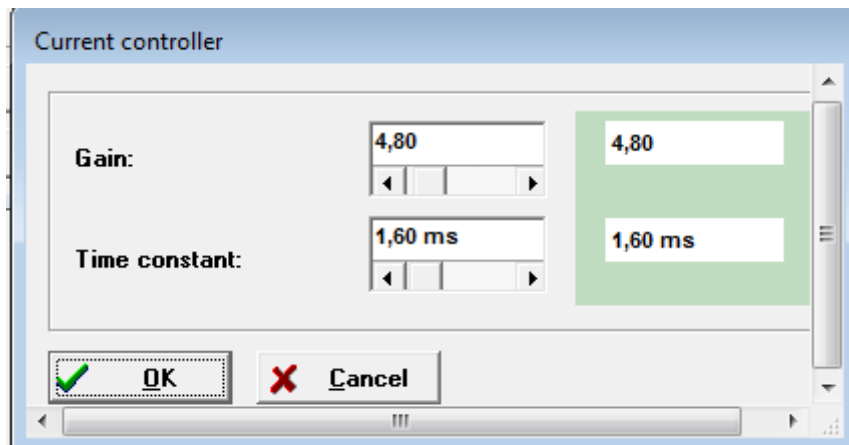 Current controller
Gain: 4,80 4,80
Time constant: 1,60 ms 1,60 ms
OK Cancel